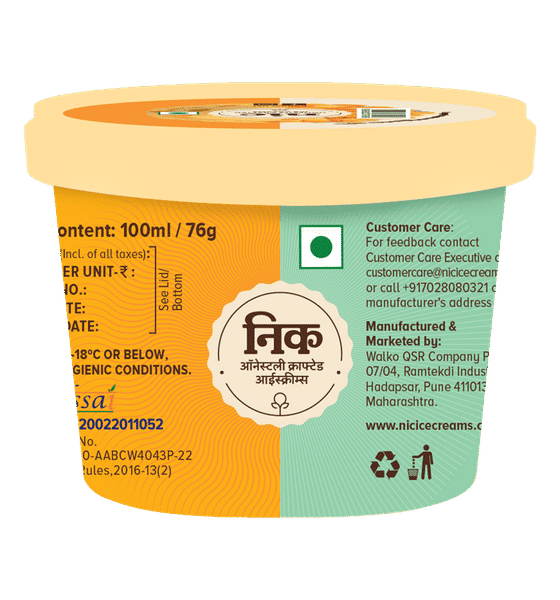 ontent: 100ml / 76g
(Incl. of all taxes):
ER UNIT-₹ :
NO.:
TE:
DATE:
See Lid/
Bottom
-18ºC OR BELOW,
GIENIC CONDITIONS.
ssai
20022011052
No.
O-AABCW4043P-22
Rules,2016-13(2)
निक
ऑनेस्टली क्राफ्टेड
आईस्क्रीम्स
Customer Care:
For feedback contact
Customer Care Executive
customercare@nicicecream
or call +917028080321
manufacturer's address
Manufactured &
Marketed by:
Walko QSR Company P
07/04, Ramtekdi Indus
Hadapsar, Pune 411013
Maharashtra.
www.nicicecreams.c